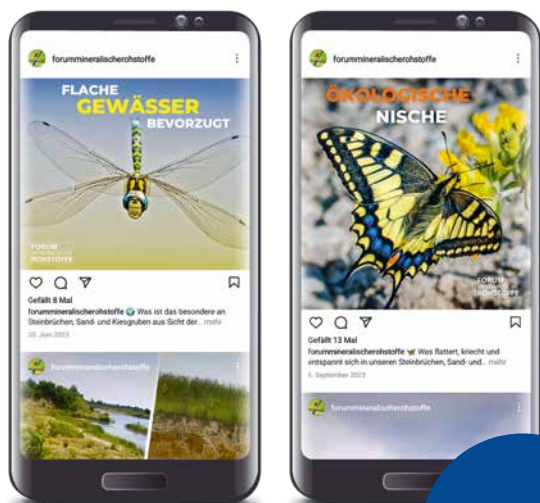 forummineralischerohstoffe
FLACHE
GEWÄSSER
BEVORZUGT
FORUM
ROHSTOFFE
Gefällt 8 Mal
forummineralischerohstoffe 🌍 Was ist das besondere an
Steinbrüchen, Sand- und Kiesgruben aus Sicht der... mehr
Juni 2023
forummineralischerohstoffe
forummineralischerohstoffe
ÖKOLOGISCHE
NISCHE
FORUM
ROHSTOFFE
Gefällt 13 Mal
forummineralischerohstoffe 🦋 Was flattert, kriecht und
entspannt sich in unseren Steinbrüchen, Sand- und... mehr
September 2023
forummineralischerohstoffe